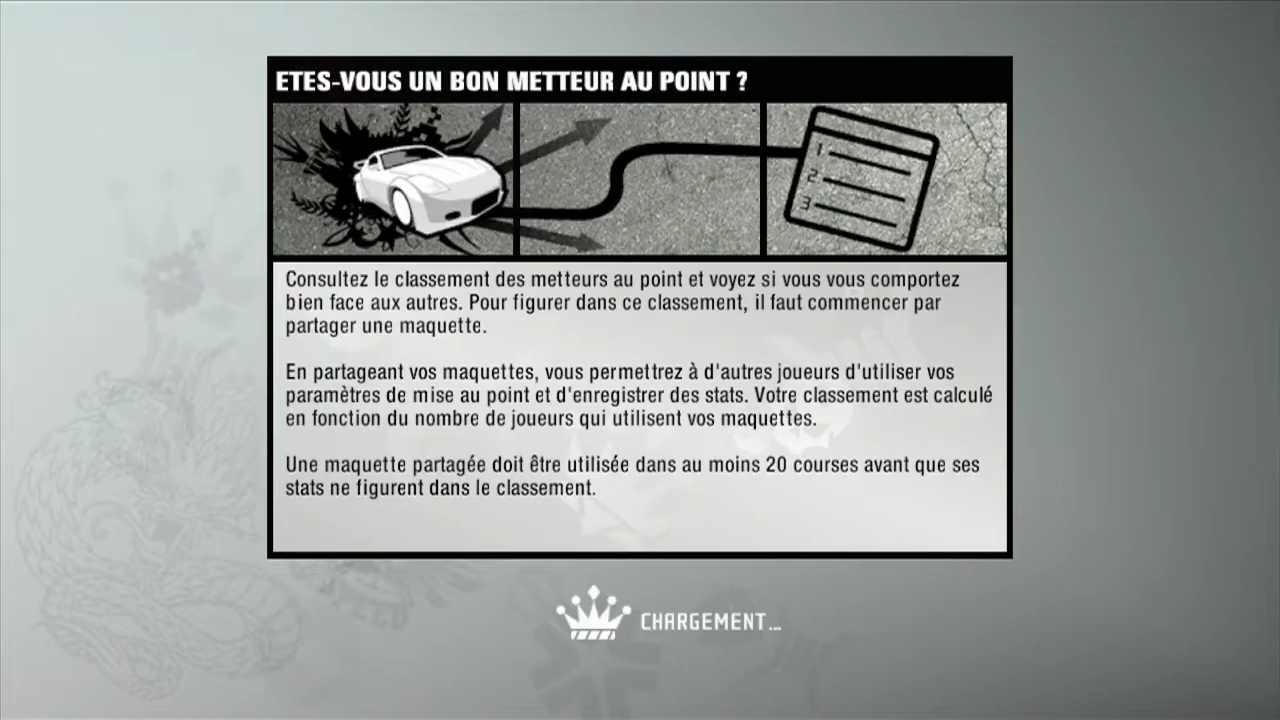 ETES-VOUS UN BON METTEUR AU POINT ?
1
2
3
Consultez le classement des metteurs au point et voyez si vous vous comportez
bien face aux autres. Pour figurer dans ce classement, il faut commencer par
partager une maquette.
En partageant vos maquettes, vous permettrez à d'autres joueurs d'utiliser vos
paramètres de mise au point et d'enregistrer des stats. Votre classement est calculé
en fonction du nombre de joueurs qui utilisent vos maquettes.
Une maquette partagée doit être utilisée dans au moins 20 courses avant que ses
stats ne figurent dans le classement.
CHARGEMENT...